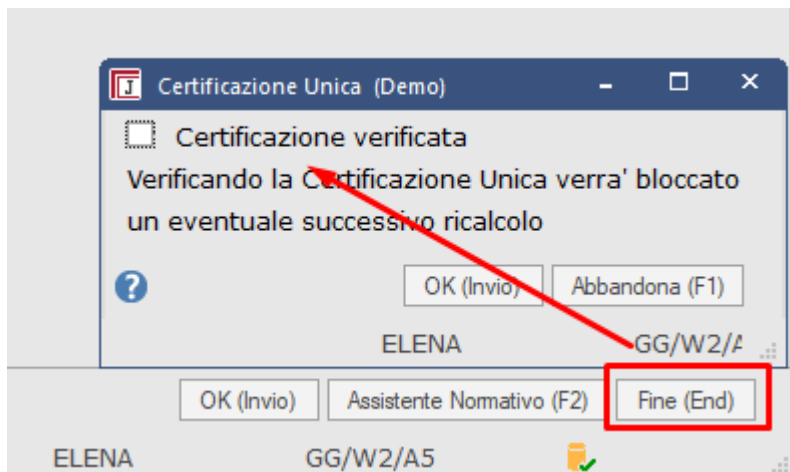 J Certificazione Unica (Demo)
Certificazione verificata
Verificando la Certificazione Unica verra' bloccato
un eventuale successivo ricalcolo
? OK (Invio) Abbandona (F1)
ELENA GG/W2/A
OK (Invio) Assistente Normativo (F2) Fine (End)
ELENA GG/W2/A5